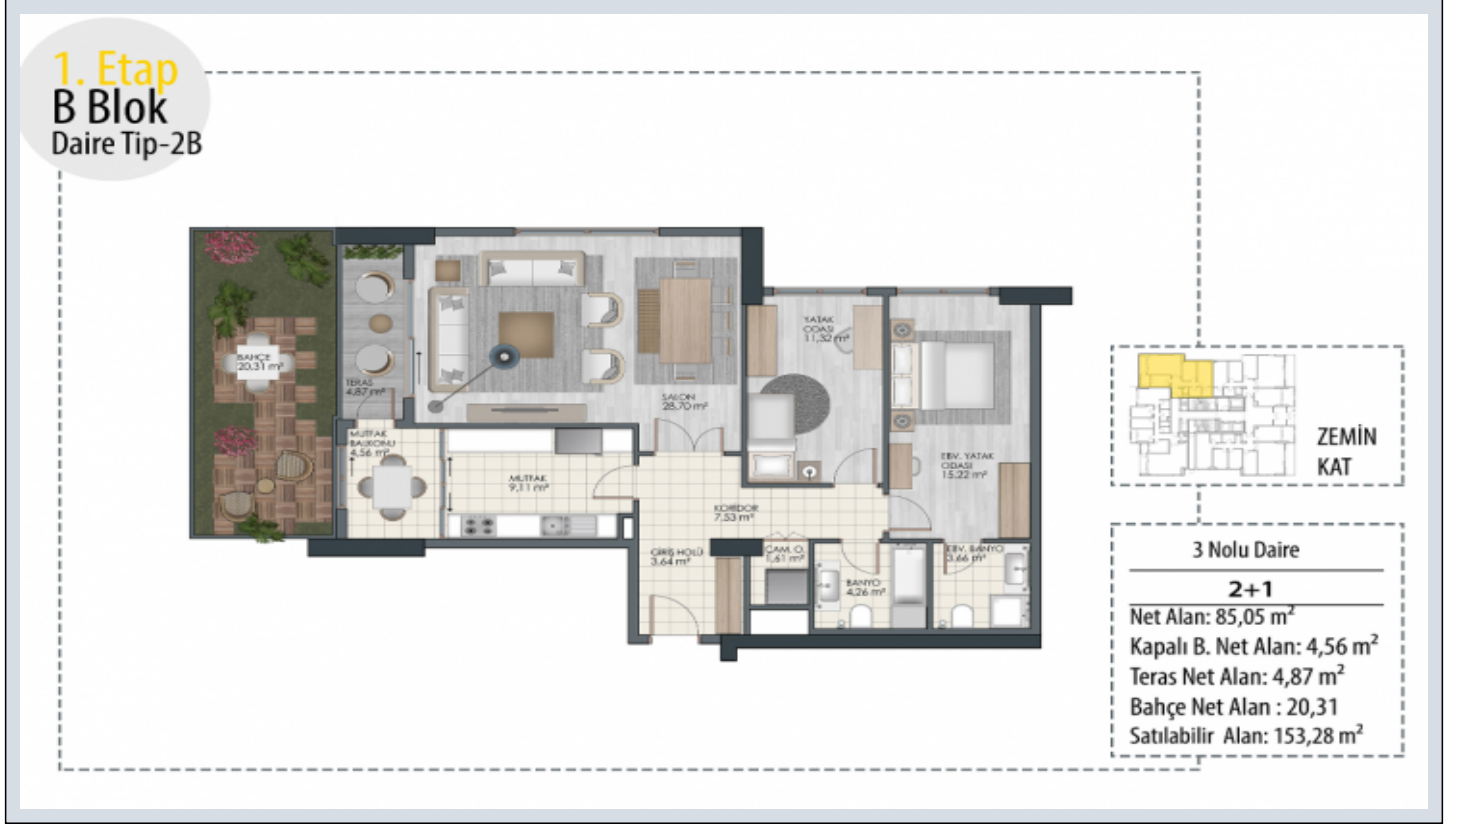 1. Etap
B Blok
Daire Tip-2B
BAHÇE
20,31 m²
TERAS
4,87 m²
MUTFAK
BALKONU
4,56 m²
MUTFAK
9,11 m²
SALON
28,70 m²
YATAK
ODASI
11,32 m²
EBV. YATAK
ODASI
15,22 m²
KORİDOR
7,53 m²
GİRİŞ HOLÜ
3,64 m²
ÇAM. O.
1,61 m²
BANYO
4,26 m²
EBV. BANYO
3,66 m²
ZEMİN
KAT
3 Nolu Daire
2+1
Net Alan: 85,05 m²
Kapalı B. Net Alan: 4,56 m²
Teras Net Alan: 4,87 m²
Bahçe Net Alan : 20,31
Satılabilir Alan: 153,28 m²